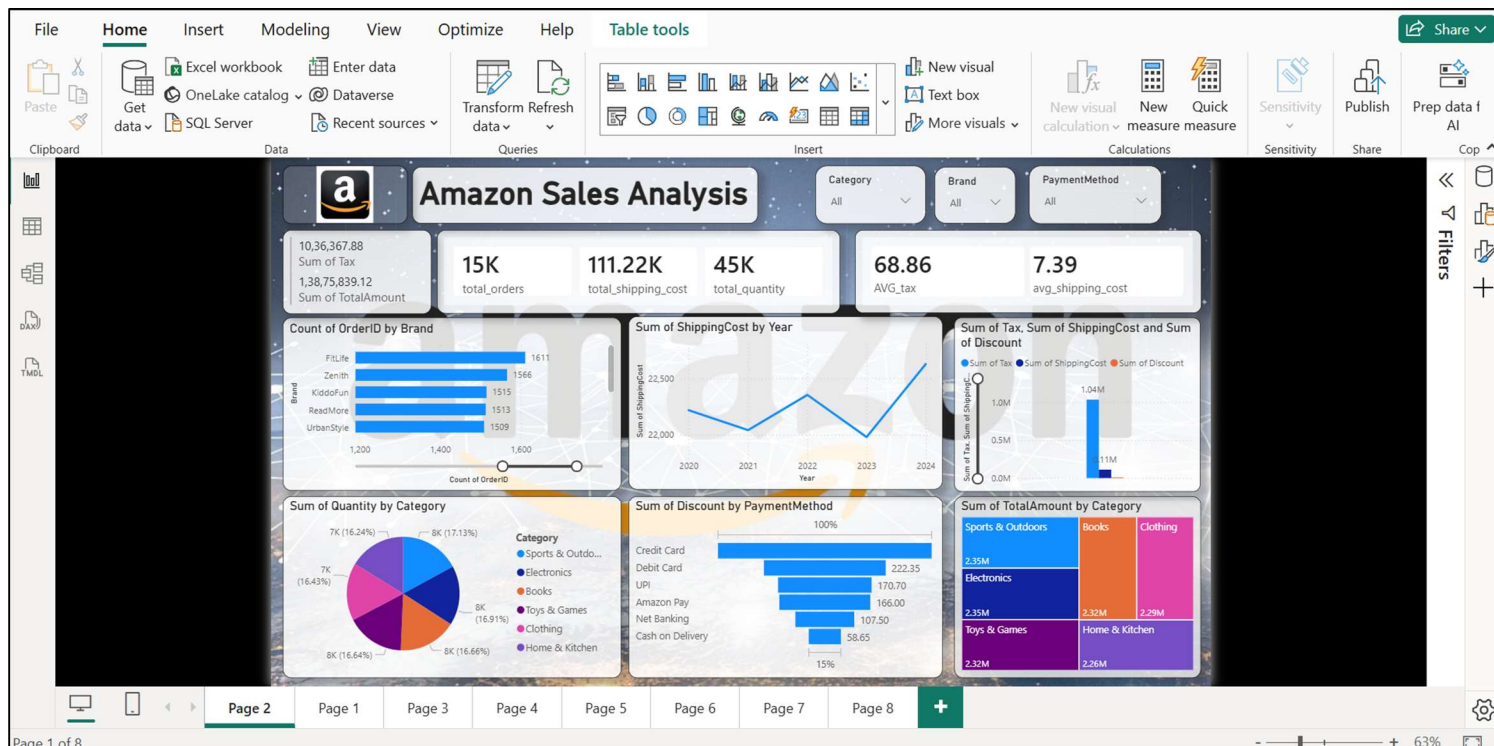 File Home Insert Modeling View Optimize Help Table tools Share
Paste
Get data
Excel workbook
OneLake catalog
SQL Server
Enter data
Dataverse
Recent sources
Transform data
Refresh
New visual
Text box
More visuals
New visual calculation
New measure
Quick measure
Sensitivity
Publish
Prep data f
AI
Clipboard Data Queries Insert Calculations Sensitivity Share Cop
DAX
TMDL
Filters
a
Amazon Sales Analysis
Category
All
Brand
All
PaymentMethod
All
10,36,367.88
Sum of Tax
1,38,75,839.12
Sum of TotalAmount
15K
total_orders
111.22K
total_shipping_cost
45K
total_quantity
68.86
AVG_tax
7.39
avg_shipping_cost
amazon
Count of OrderID by Brand
Brand
FitLife 1611
Zenith 1566
KiddoFun 1515
ReadMore 1513
UrbanStyle 1509
1,200 1,400 1,600
Count of OrderID
Sum of ShippingCost by Year
Sum of ShippingCost
22,500
22,000
2020 2021 2022 2023 2024
Year
Sum of Tax, Sum of ShippingCost and Sum
of Discount
Sum of Tax Sum of ShippingCost Sum of Discount
Sum of Tax, Sum of ShippingC...
1.04M
1.0M
0.5M
0.11M
0.0M
Sum of Quantity by Category
7K (16.24%)
8K (17.13%)
7K
(16.43%)
8K
(16.91%)
8K (16.64%)
8K (16.66%)
Category
Sports & Outdo...
Electronics
Books
Toys & Games
Clothing
Home & Kitchen
Sum of Discount by PaymentMethod
100%
Credit Card
Debit Card 222.35
UPI 170.70
Amazon Pay 166.00
Net Banking 107.50
Cash on Delivery 58.65
15%
Sum of TotalAmount by Category
Sports & Outdoors
2.35M
Electronics
2.35M
Toys & Games
2.32M
Books
2.32M
Clothing
2.29M
Home & Kitchen
2.26M
Page 2 Page 1 Page 3 Page 4 Page 5 Page 6 Page 7 Page 8 +
Page 1 of 8
- + 63%